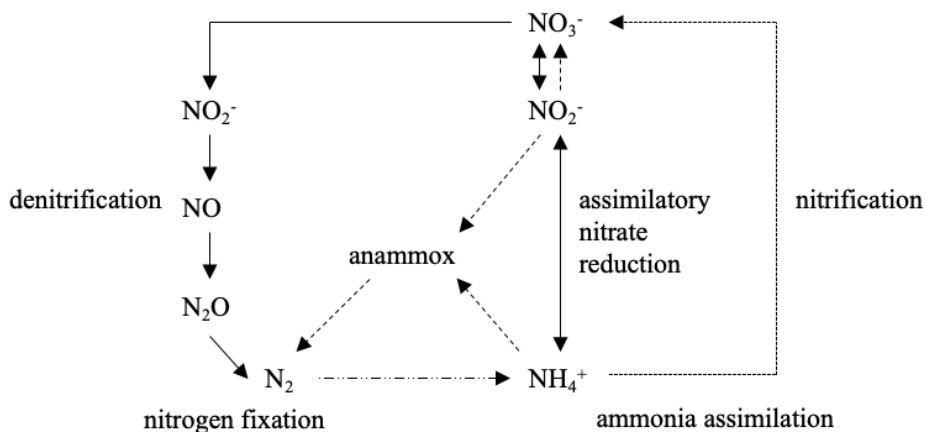 NO₃⁻
NO₂⁻
NO₂⁻
denitrification
NO
assimilatory
nitrate
reduction
nitrification
anammox
N₂O
N₂
NH₄⁺
nitrogen fixation
ammonia assimilation